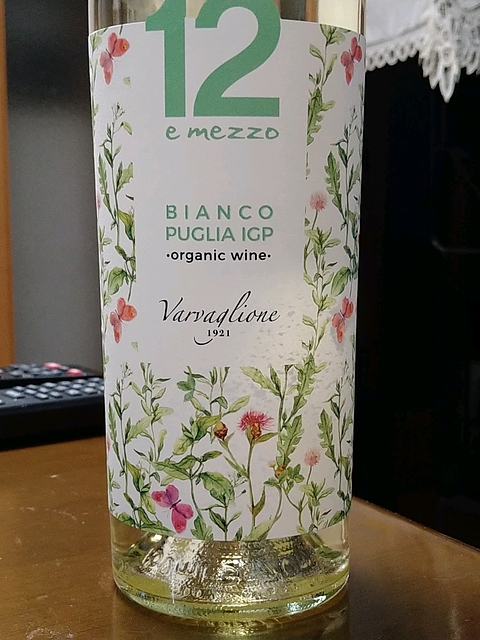 12
e mezzo
BIANCO
PUGLIA IGP
•organic wine•
Varvaglione
1921